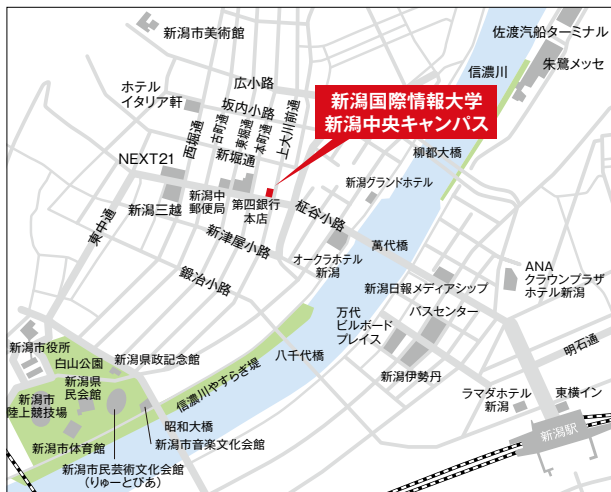 新潟市美術館
佐渡汽船ターミナル
朱鷺メッセ
信濃川
広小路
ホテル
イタリア軒
坂内小路
新潟国際情報大学
新潟中央キャンパス
西堀通
古町通
東堀通
本町通
上大川前通
新堀通
柳都大橋
NEXT21
新潟グランドホテル
新潟中
郵便局
第四銀行
本店
柾谷小路
新潟三越
東中通
新津屋小路
萬代橋
オークラホテル
新潟
鍛冶小路
新潟日報メディアシップ
ANA
クラウンプラザ
ホテル新潟
万代
ビルボード
プレイス
バスセンター
明石通
新潟市役所
白山公園
新潟県政記念館
八千代橋
新潟伊勢丹
新潟県
民会館
信濃川やすらぎ堤
新潟市
陸上競技場
ラマダホテル
新潟
東横イン
昭和大橋
新潟駅
新潟市体育館
新潟市音楽文化会館
新潟市民芸術文化会館
(りゅーとぴあ)